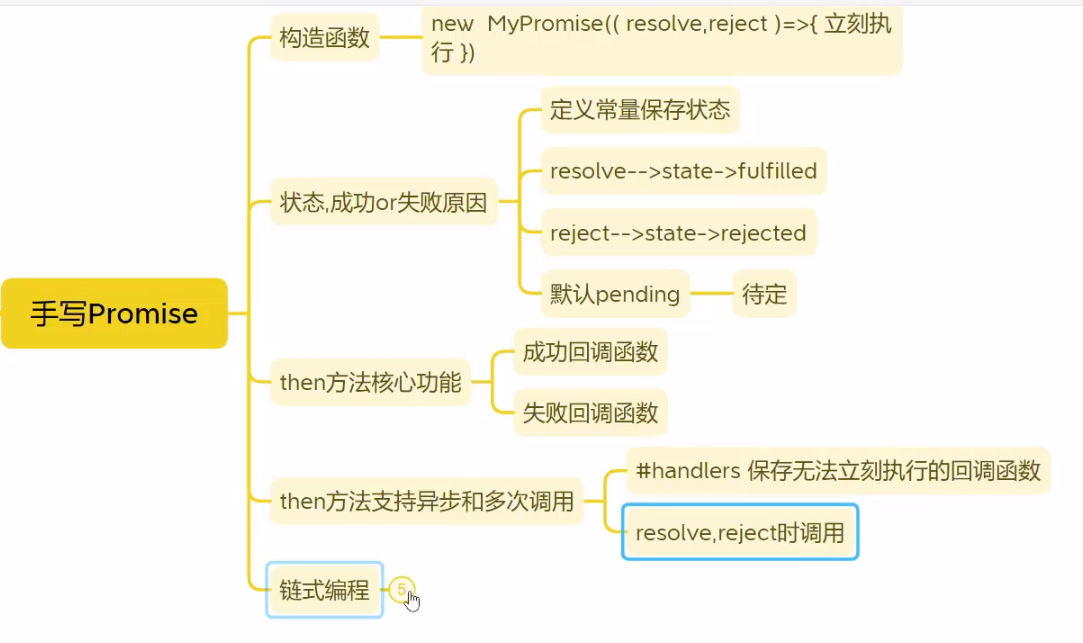 构造函数
new MyPromise(( resolve,reject )=>{ 立刻执
行 })
定义常量保存状态
resolve-->state->fulfilled
状态,成功or失败原因
reject-->state->rejected
默认pending
待定
手写Promise
成功回调函数
then方法核心功能
失败回调函数
#handlers 保存无法立刻执行的回调函数
then方法支持异步和多次调用
resolve,reject时调用
链式编程
5